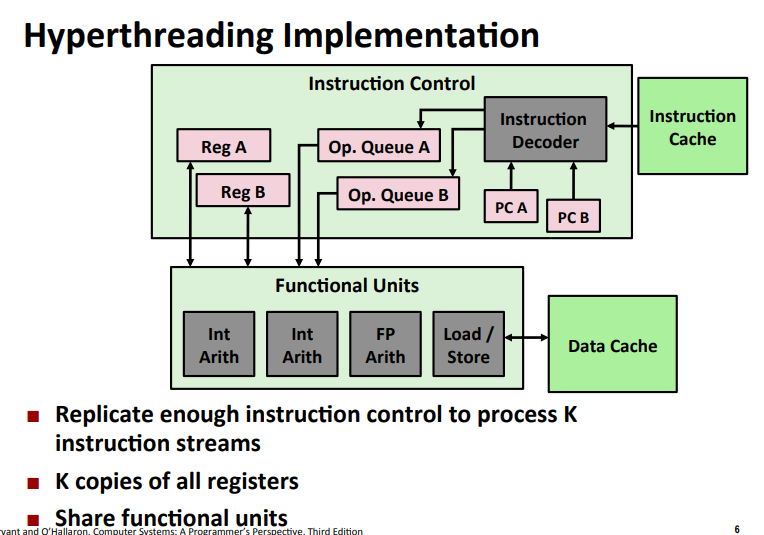 Hyperthreading Implementation
Instruction Control
Instruction
Decoder
Instruction
Cache
Reg A
Op. Queue A
Reg B
Op. Queue B
PC A
PC B
Functional Units
Int
Arith
Int
Arith
FP
Arith
Load /
Store
Data Cache
Replicate enough instruction control to process K
instruction streams
K copies of all registers
Share functional units
and O'Hallaron, Computer Systems: A Programmer's Perspective, Third Edition
6